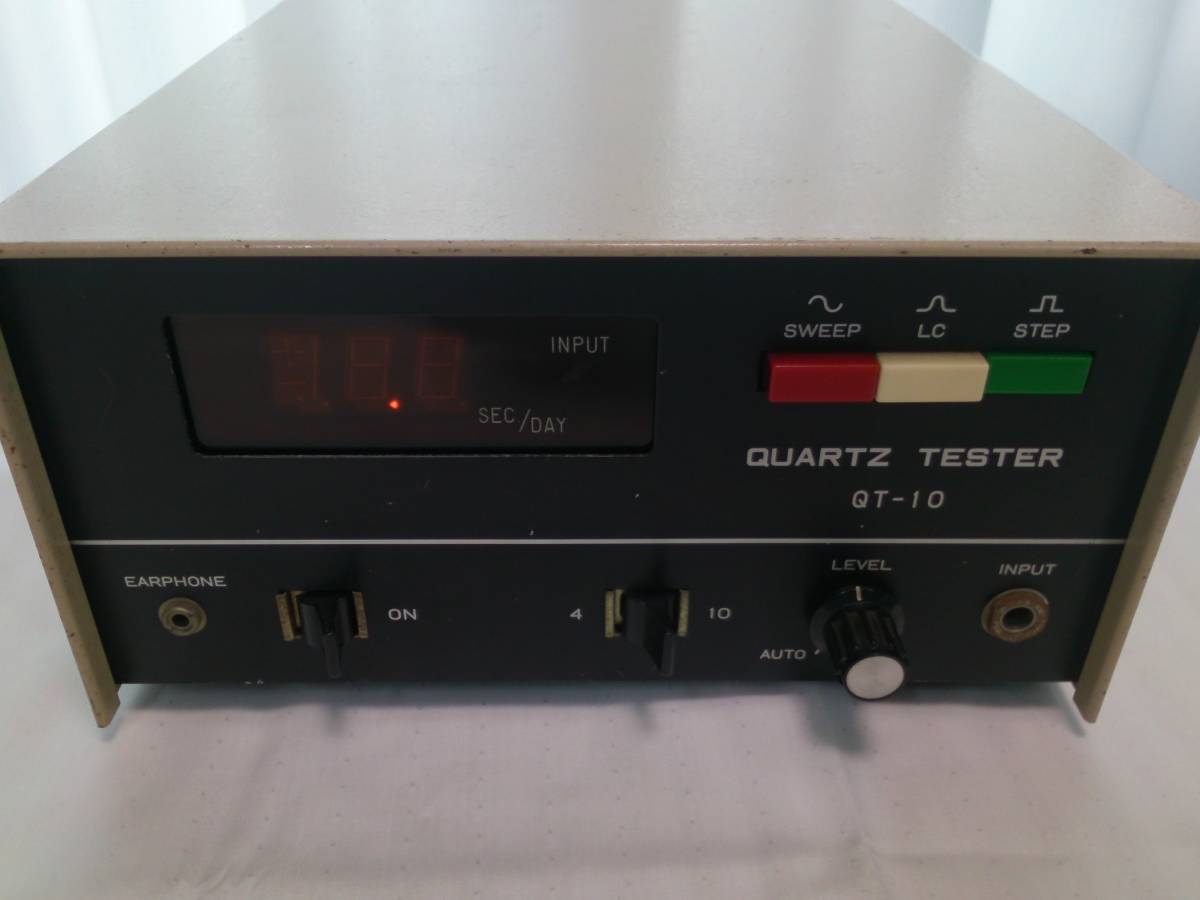 INPUT
SEC/DAY
SWEEP
LC
STEP
QUARTZ TESTER
QT-10
EARPHONE
ON
4
10
LEVEL
AUTO
INPUT